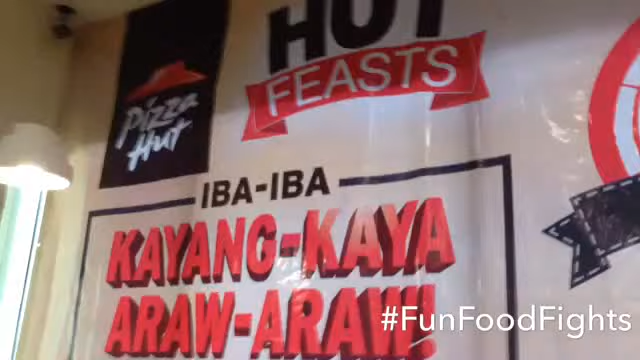 Pizza
Hut
HUT
FEASTS
IBA-IBA
KAYANG-KAYA
ARAW-ARAW!
#FunFoodFights